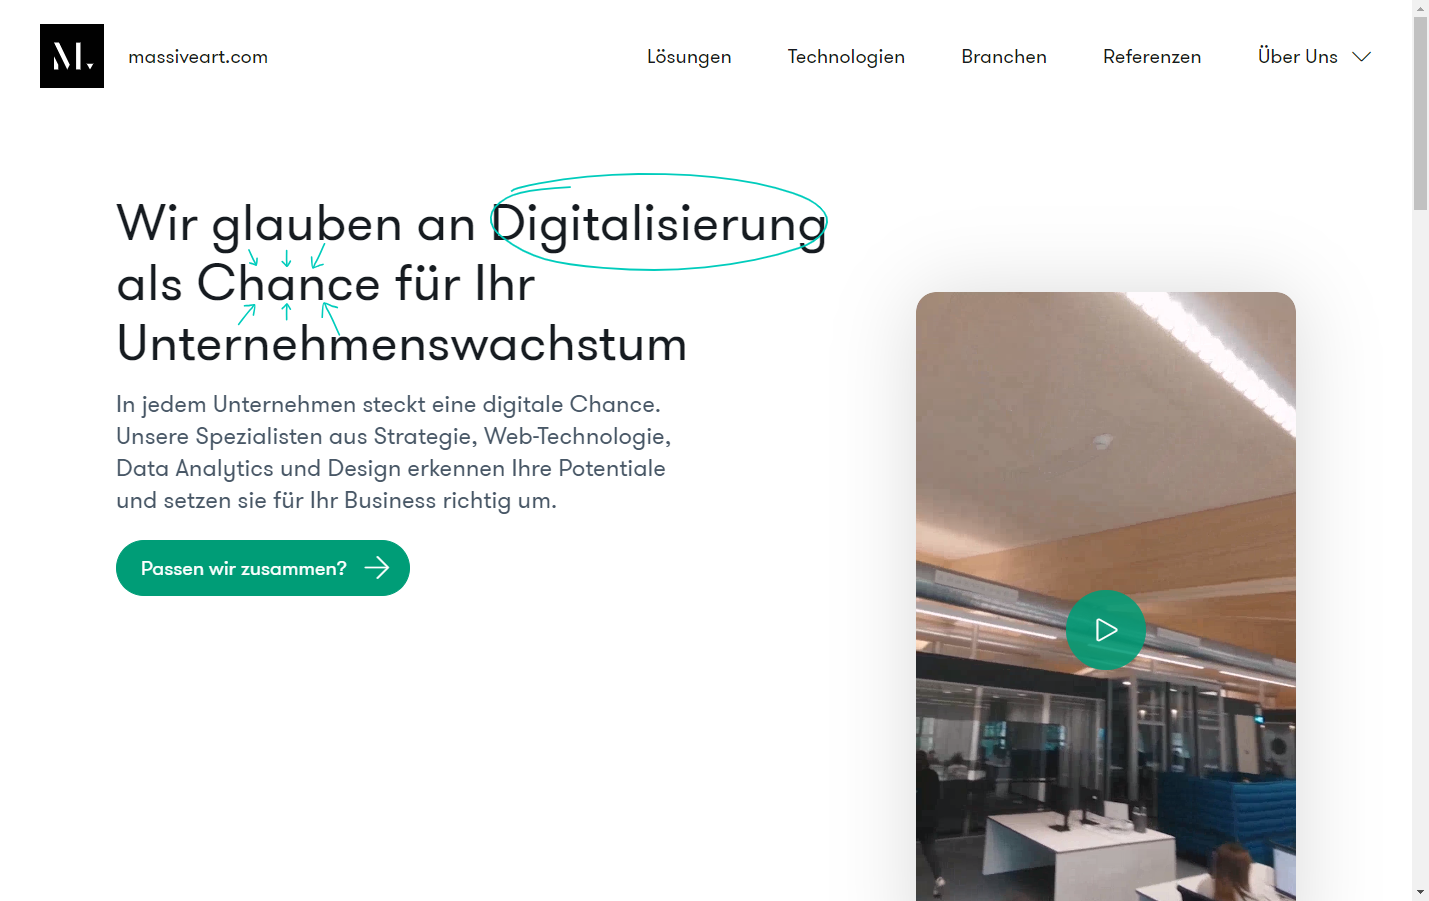 M.
massiveart.com
Lösungen
Technologien
Branchen
Referenzen
Über Uns
Wir glauben an Digitalisierung
als Chance für Ihr
Unternehmenswachstum
In jedem Unternehmen steckt eine digitale Chance.
Unsere Spezialisten aus Strategie, Web-Technologie,
Data Analytics und Design erkennen Ihre Potentiale
und setzen sie für Ihr Business richtig um.
Passen wir zusammen?